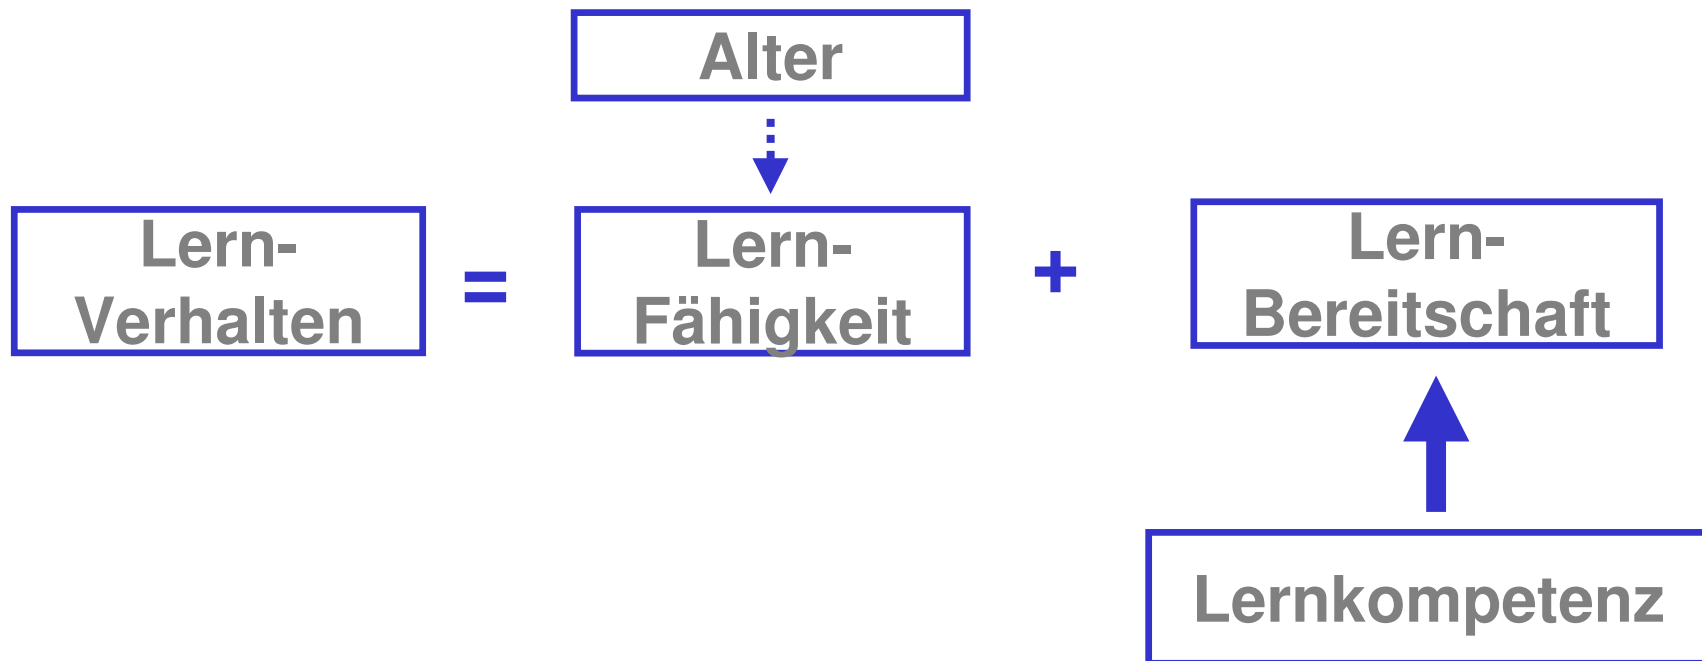 Alter
Lern-
Verhalten
=
Lern-
Fähigkeit
+
Lern-
Bereitschaft
Lernkompetenz